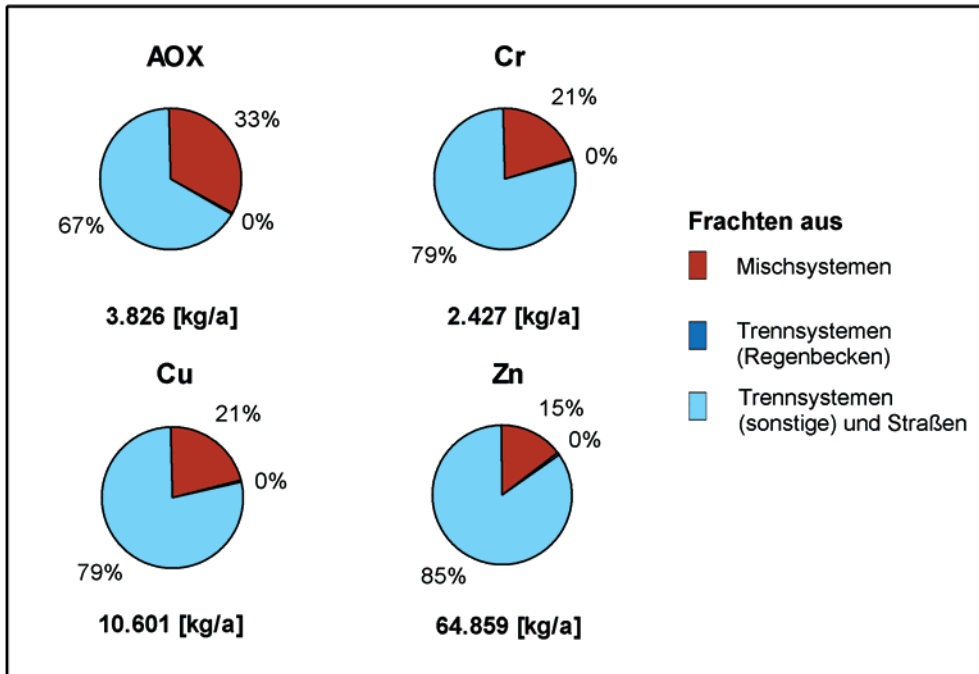 AOX
33%
0%
67%
3.826 [kg/a]
Cr
21%
0%
79%
2.427 [kg/a]
Cu
21%
0%
79%
10.601 [kg/a]
Zn
15%
0%
85%
64.859 [kg/a]
Frachten aus
Mischsystemen
Trennsystemen
(Regenbecken)
Trennsystemen
(sonstige) und Straßen